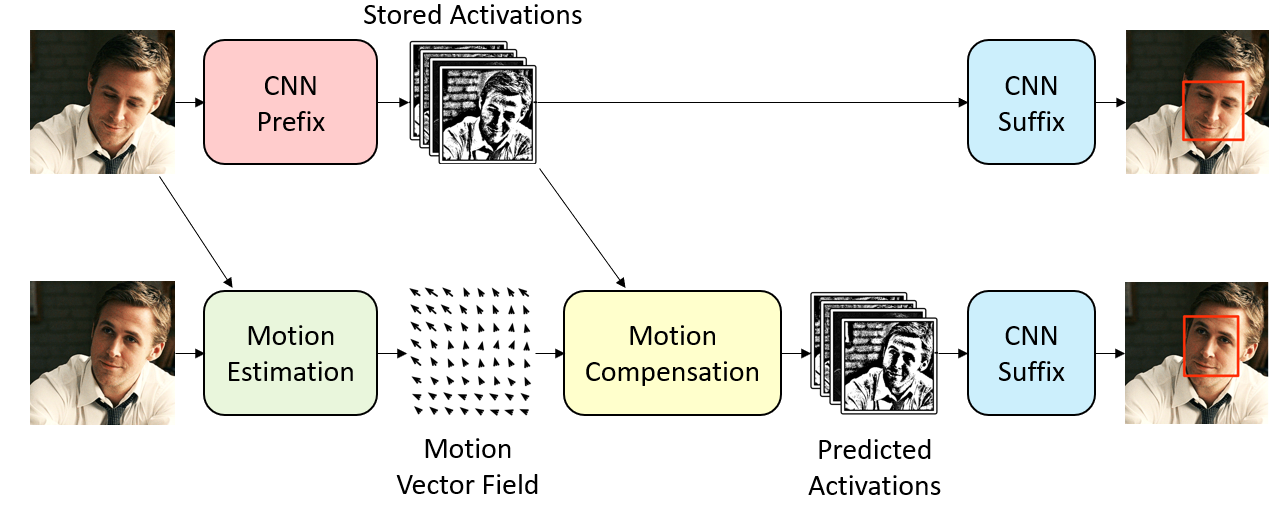 Stored Activations
CNN
Prefix
CNN
Suffix
Motion
Estimation
Motion
Compensation
CNN
Suffix
Motion
Vector Field
Predicted
Activations